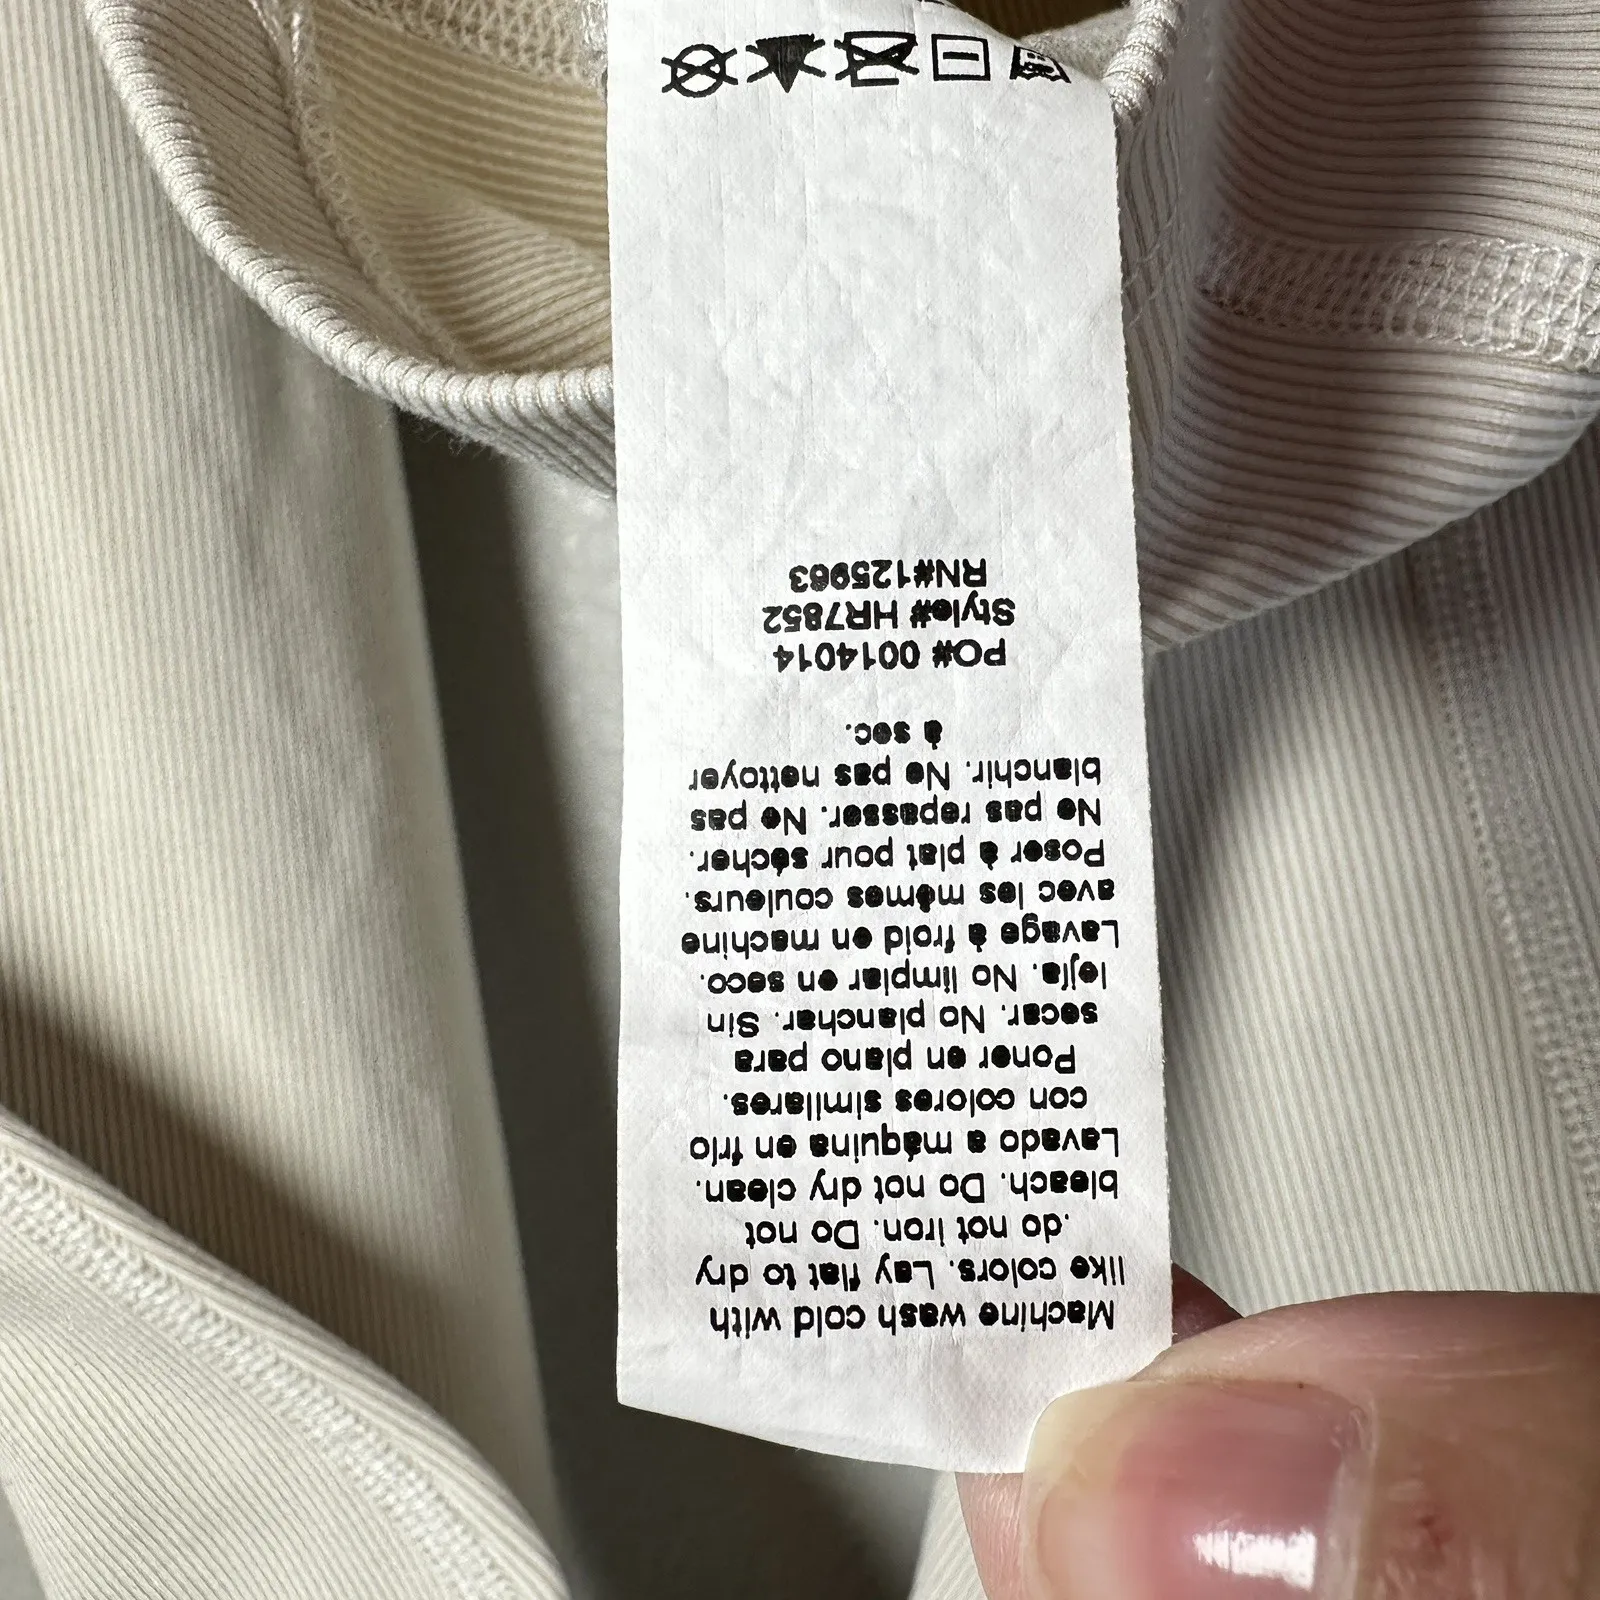 Machine wash cold with
like colors. Lay flat to dry
.do not iron. Do not
bleach. Do not dry clean.
Lavado a máquina en frío
con colores similares.
Poner en plano para
secar. No planchar. Sin
lejía. No limpiar en seco.
Lavage à froid en machine
avec les mêmes couleurs.
Poser à plat pour sécher.
Ne pas repasser. Ne pas
blanchir. Ne pas nettoyer
à sec.
PO# 0014014
Style# HR7852
RN#125963